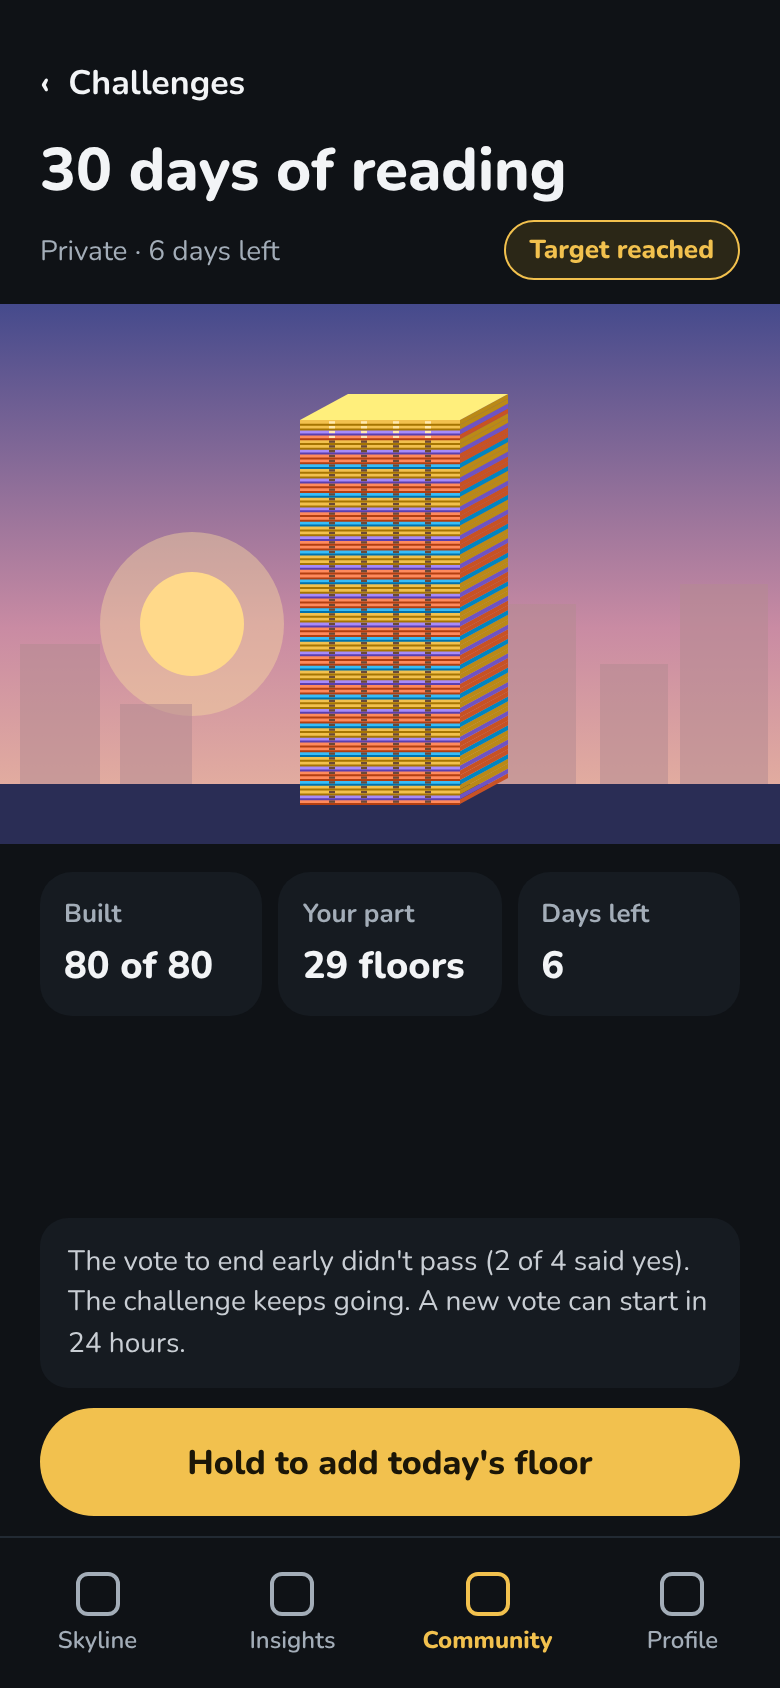 ‹ Challenges
30 days of reading
Private · 6 days left
Target reached
Built
80 of 80
Your part
29 floors
Days left
6
The vote to end early didn't pass (2 of 4 said yes).
The challenge keeps going. A new vote can start in
24 hours.
Hold to add today's floor
Skyline
Insights
Community
Profile